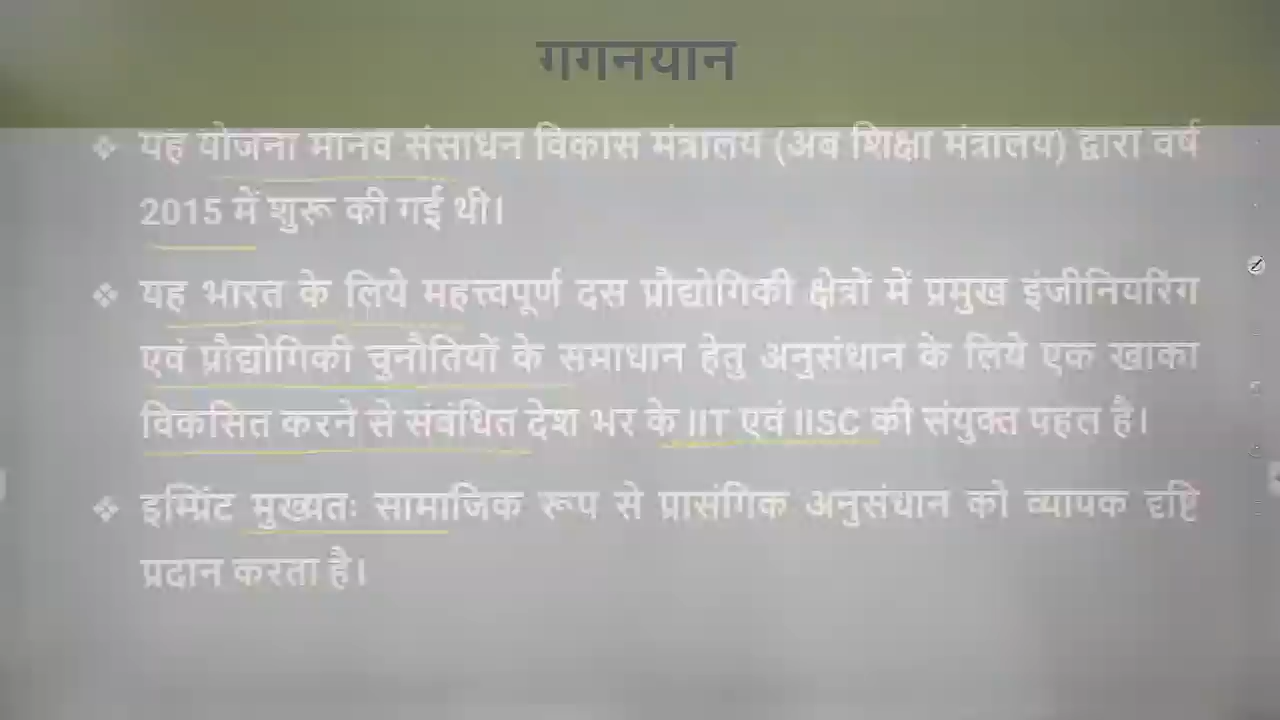 गगनयान
❖ यह योजना मानव संसाधन विकास मंत्रालय (अब शिक्षा मंत्रालय) द्वारा वर्ष
2015 में शुरू की गई थी।
❖ यह भारत के लिये महत्त्वपूर्ण दस प्रौद्योगिकी क्षेत्रों में प्रमुख इंजीनियरिंग
एवं प्रौद्योगिकी चुनौतियों के समाधान हेतु अनुसंधान के लिये एक खाका
विकसित करने से संबंधित देश भर के IIT एवं IISC की संयुक्त पहल है।
❖ इम्प्रिंट मुख्यतः सामाजिक रूप से प्रासंगिक अनुसंधान को व्यापक दृष्टि
प्रदान करता है।